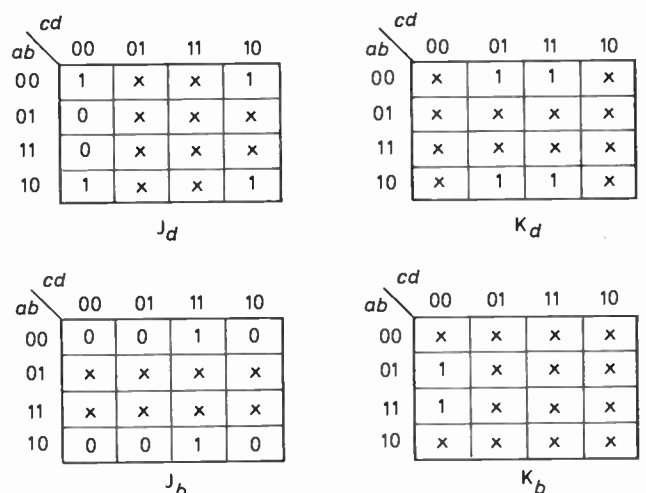 cd
ab 00 01 11 10
00 1 x x 1
01 0 x x x
11 0 x x x
10 1 x x 1
J_d
cd
ab 00 01 11 10
00 x 1 1 x
01 x x x x
11 x x x x
10 x 1 1 x
K_d
cd
ab 00 01 11 10
00 0 0 1 0
01 x x x x
11 x x x x
10 0 0 1 0
J_b
cd
ab 00 01 11 10
00 x x x x
01 1 x x x
11 1 x x x
10 x x x x
K_b